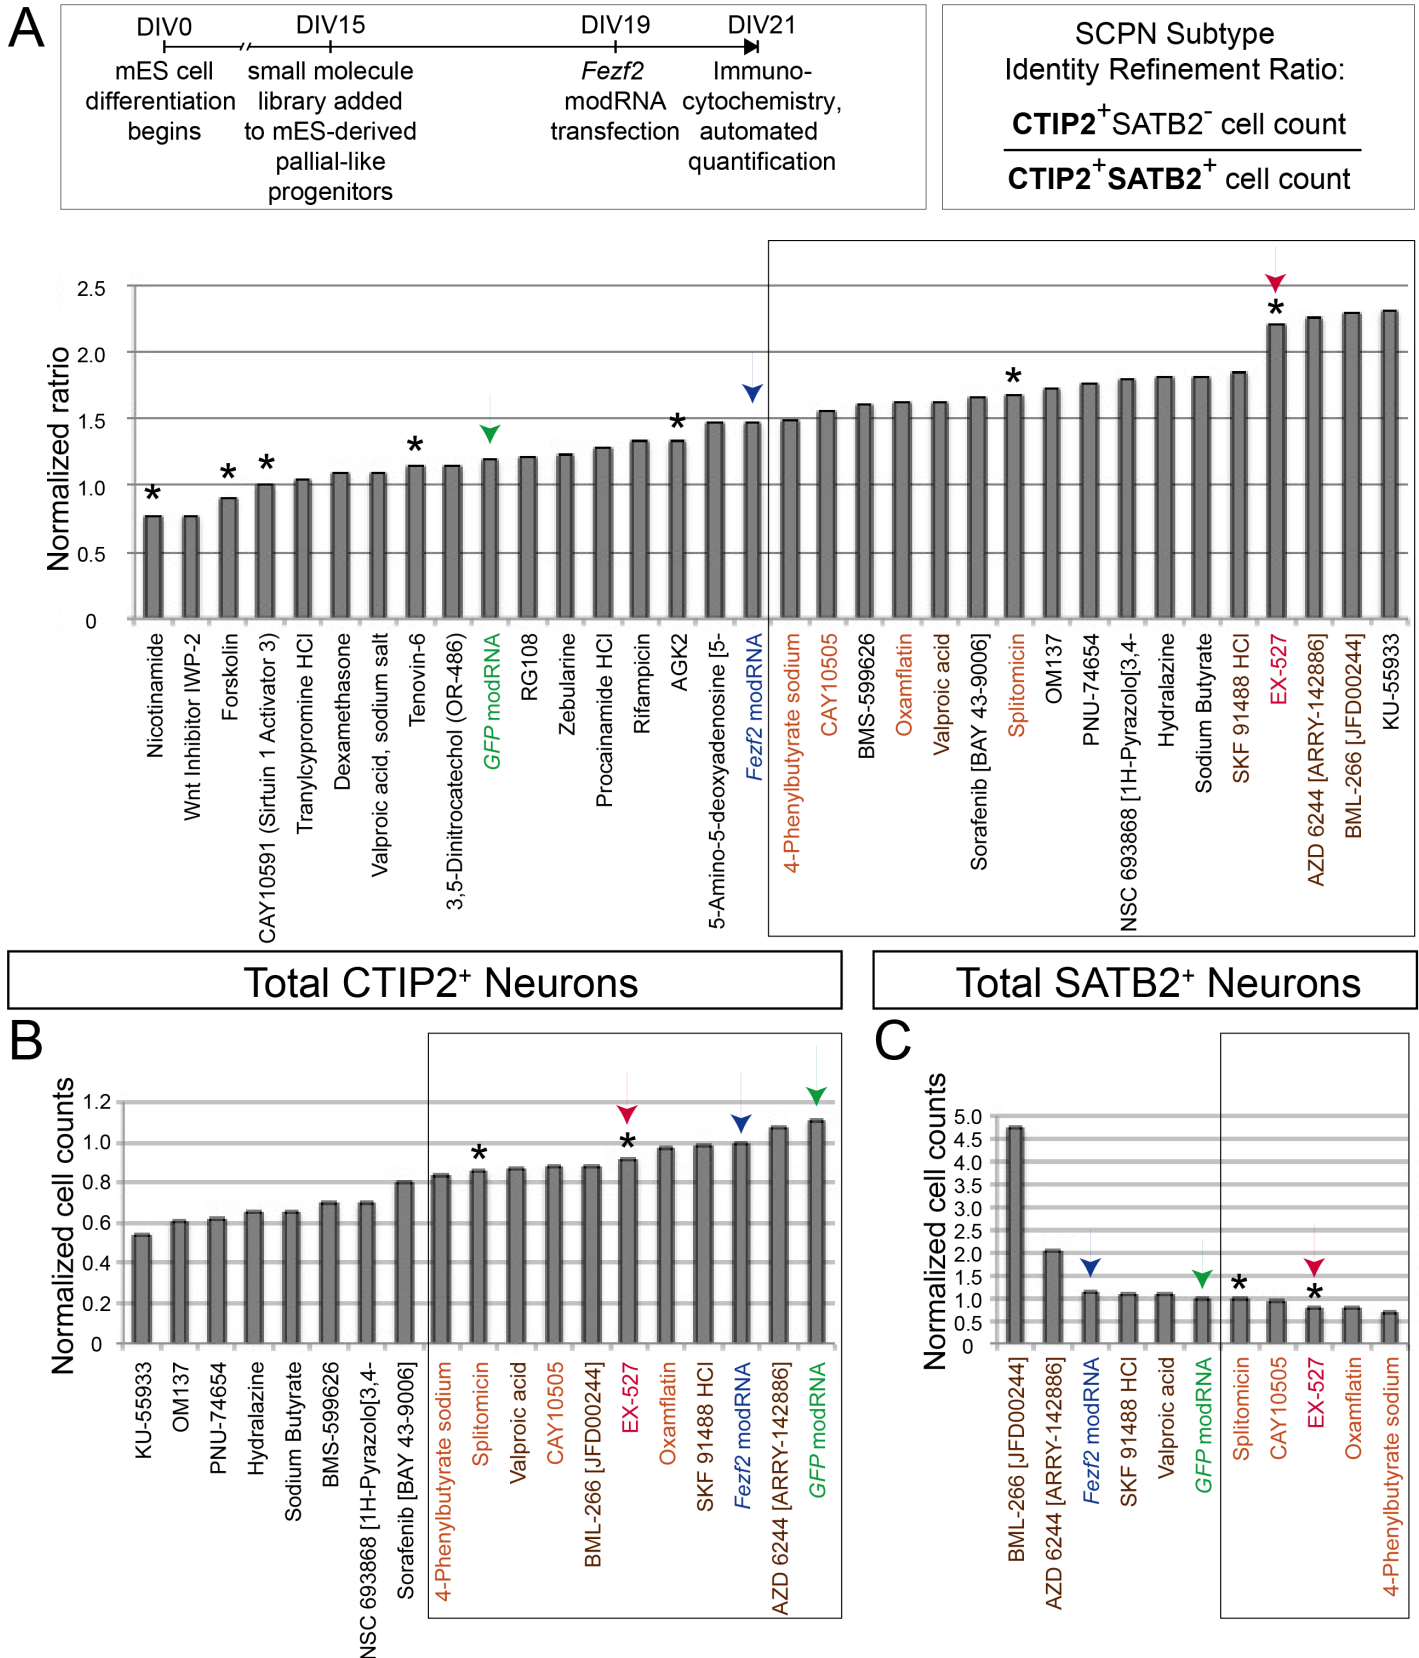 A
DIV0
DIV15
DIV19
DIV21
mES cell
differentiation
begins
small molecule
library added
to mES-derived
pallial-like
progenitors
Fezf2
modRNA
transfection
Immuno-
cytochemistry,
automated
quantification
SCPN Subtype
Identity Refinement Ratio:
CTIP2+SATB2- cell count
CTIP2+SATB2+ cell count
Normalized ratrio
2.5
2.0
1.5
1.0
0.5
0
*
*
*
*
*
*
*
Nicotinamide
Wnt Inhibitor IWP-2
Forskolin
CAY10591 (Sirtuin 1 Activator 3)
Tranylcypromine HCl
Dexamethasone
Valproic acid, sodium salt
Tenovin-6
3,5-Dinitrocatechol (OR-486)
GFP modRNA
RG108
Zebularine
Procainamide HCl
Rifampicin
AGK2
5-Amino-5-deoxyadenosine [5-
Fezf2 modRNA
4-Phenylbutyrate sodium
CAY10505
BMS-599626
Oxamflatin
Valproic acid
Sorafenib [BAY 43-9006]
Splitomicin
OM137
PNU-74654
NSC 693868 [1H-Pyrazolo[3,4-
Hydralazine
Sodium Butyrate
SKF 91488 HCl
EX-527
AZD 6244 [ARRY-142886]
BML-266 [JFD00244]
KU-55933
Total CTIP2+ Neurons
B
Normalized cell counts
1.2
1.0
0.8
0.6
0.4
0.2
0
*
*
KU-55933
OM137
PNU-74654
Hydralazine
Sodium Butyrate
BMS-599626
NSC 693868 [1H-Pyrazolo[3,4-
Sorafenib [BAY 43-9006]
4-Phenylbutyrate sodium
Splitomicin
Valproic acid
CAY10505
BML-266 [JFD00244]
EX-527
Oxamflatin
SKF 91488 HCl
Fezf2 modRNA
AZD 6244 [ARRY-142886]
GFP modRNA
Total SATB2+ Neurons
C
Normalized cell counts
5.0
4.5
4.0
3.5
3.0
2.5
2.0
1.5
1.0
0.5
0
*
*
BML-266 [JFD00244]
AZD 6244 [ARRY-142886]
Fezf2 modRNA
SKF 91488 HCl
Valproic acid
GFP modRNA
Splitomicin
CAY10505
EX-527
Oxamflatin
4-Phenylbutyrate sodium